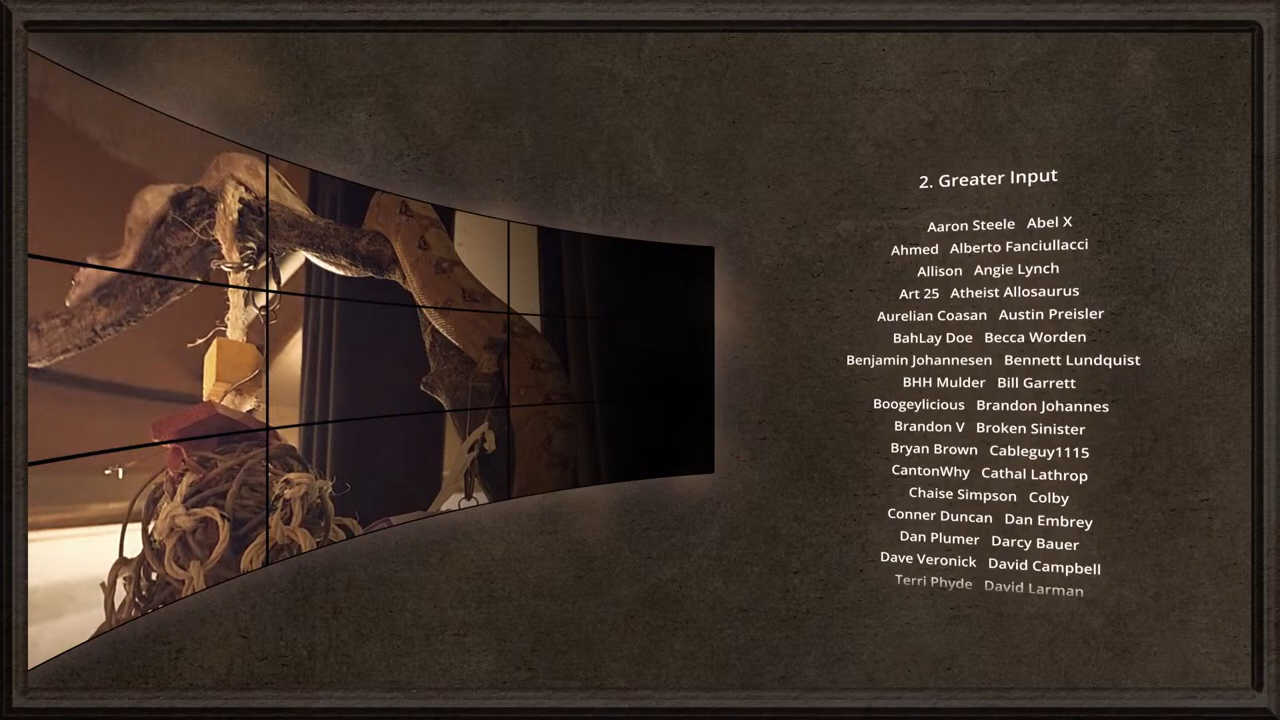 2. Greater Input
Aaron Steele Abel X
Ahmed Alberto Fanciullacci
Allison Angie Lynch
Art 25 Atheist Allosaurus
Aurelian Coasan Austin Preisler
BahLay Doe Becca Worden
Benjamin Johannesen Bennett Lundquist
BHH Mulder Bill Garrett
Boogeylicious Brandon Johannes
Brandon V Broken Sinister
Bryan Brown Cableguy1115
CantonWhy Cathal Lathrop
Chaise Simpson Colby
Conner Duncan Dan Embrey
Dan Plumer Darcy Bauer
Dave Veronick David Campbell
Terri Phyde David Larman